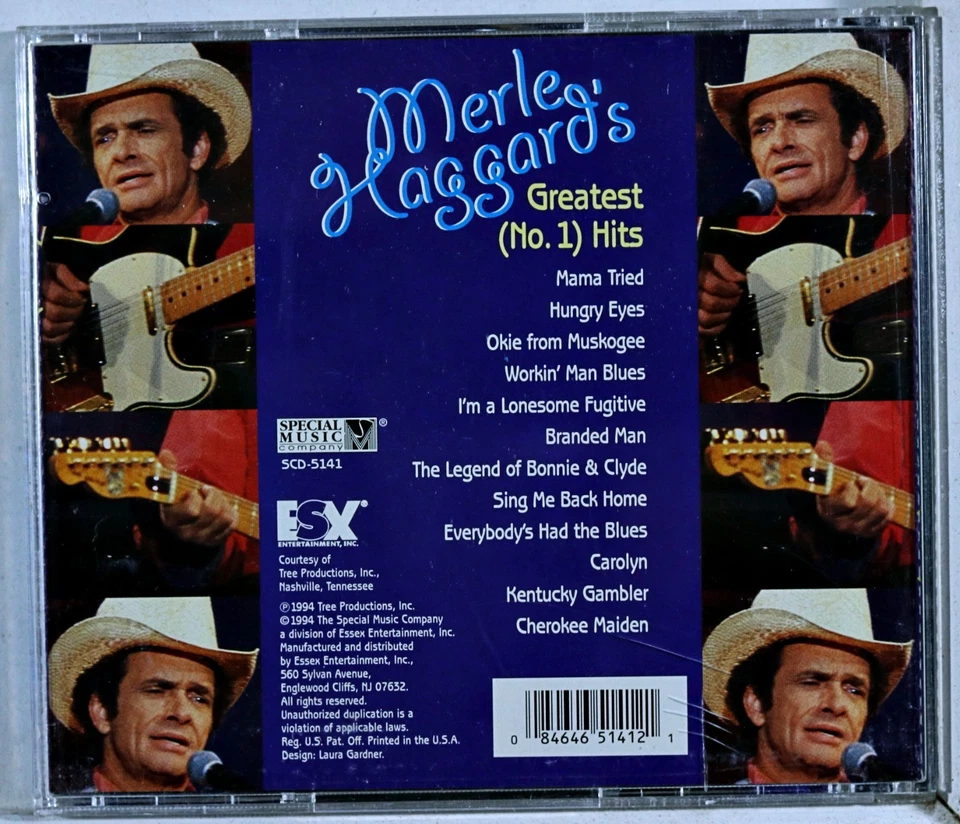 Merle
Haggard's
Greatest
(No. 1) Hits
Mama Tried
Hungry Eyes
Okie from Muskogee
Workin' Man Blues
I'm a Lonesome Fugitive
Branded Man
The Legend of Bonnie & Clyde
Sing Me Back Home
Everybody's Had the Blues
Carolyn
Kentucky Gambler
Cherokee Maiden
SPECIAL
MUSIC
company ®
SCD-5141
ESX®
ENTERTAINMENT, INC.
Courtesy of
Tree Productions, Inc.,
Nashville, Tennessee
℗1994 Tree Productions, Inc.
©1994 The Special Music Company
a division of Essex Entertainment, Inc.
Manufactured and distributed
by Essex Entertainment, Inc.,
560 Sylvan Avenue,
Englewood Cliffs, NJ 07632.
All rights reserved.
Unauthorized duplication is a
violation of applicable laws.
Reg. U.S. Pat. Off. Printed in the U.S.A.
Design: Laura Gardner.
0 84646 51412 1